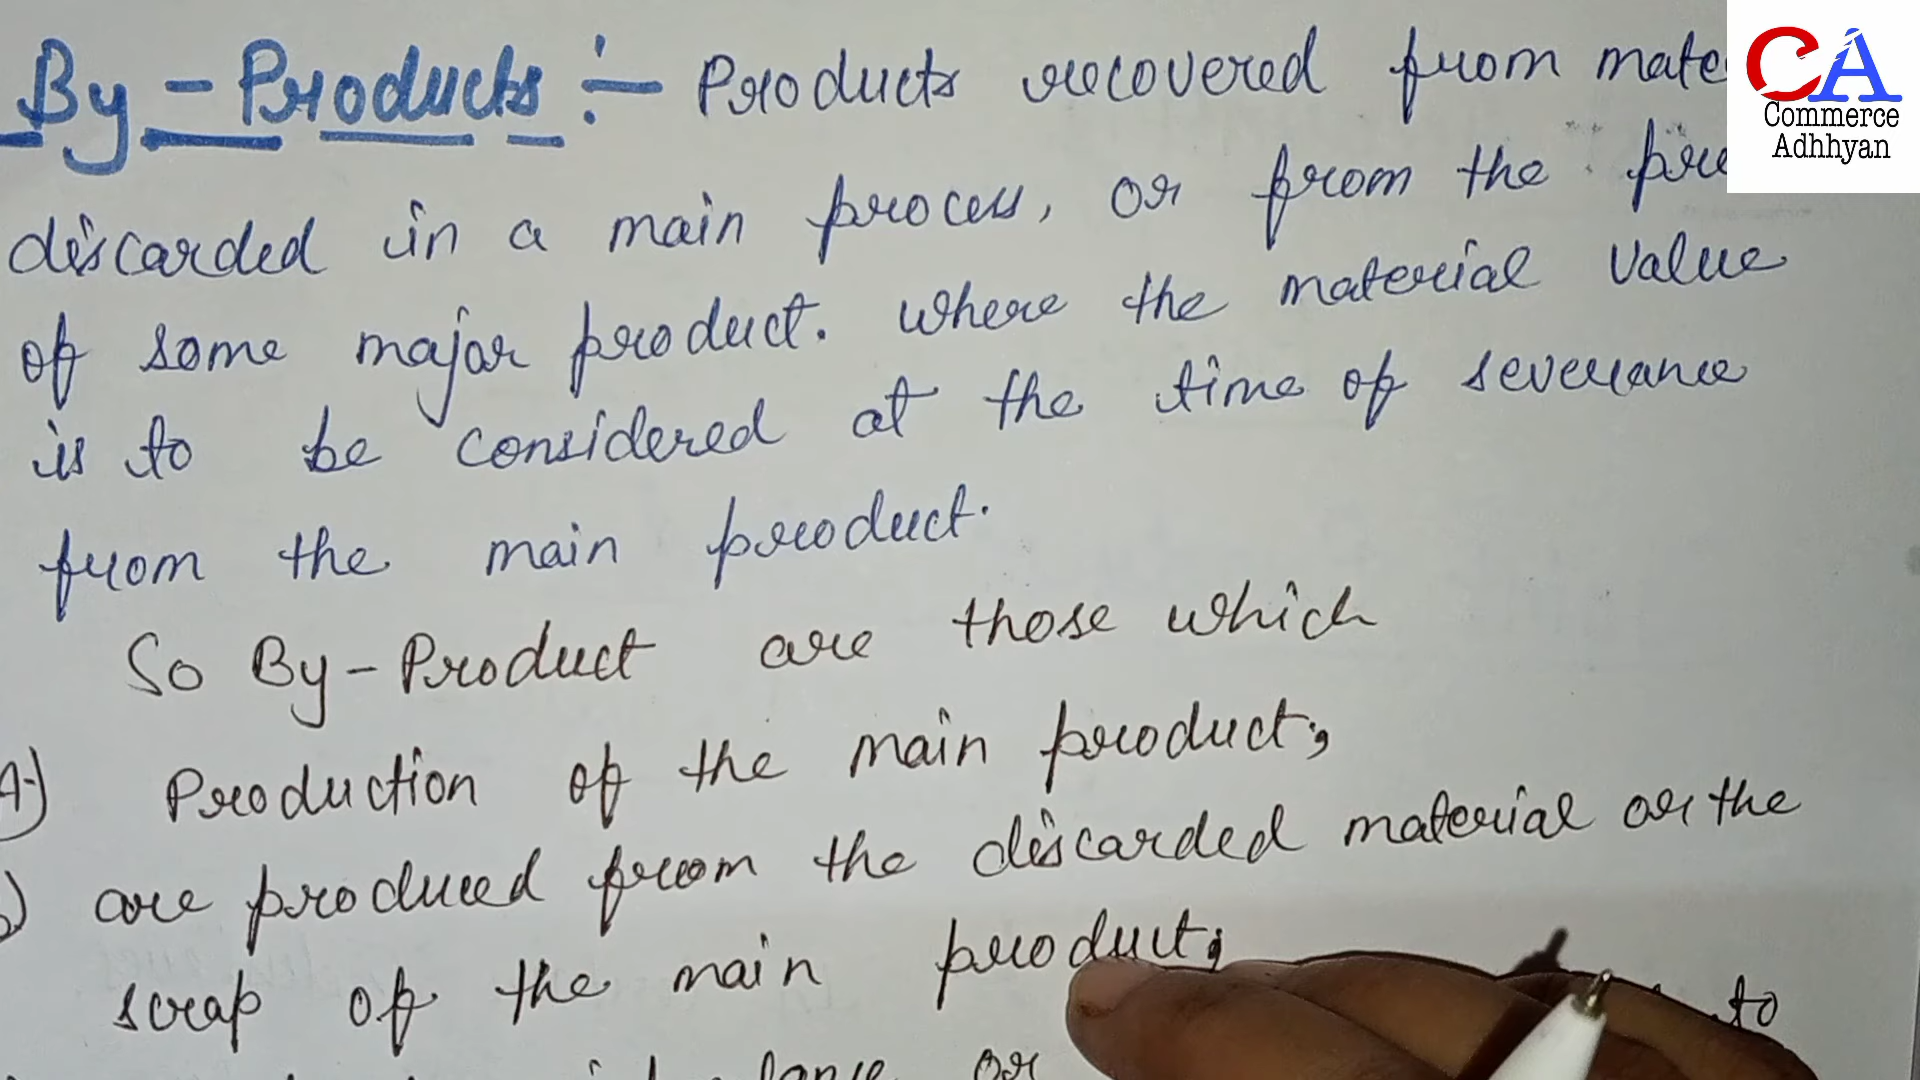 By-Products :- Products recovered from mate
discarded in a main process, or from the pro
of some major product. Where the material value
is to be considered at the time of severance
from the main product.
So By-Product are those which
A) Production of the main product;
are produced from the discarded material or the
scrap of the main product;
to
or
CA
Commerce
Adhhyan